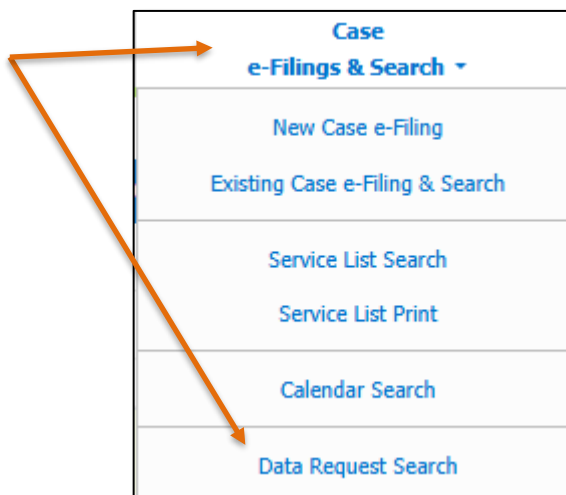 Case
e-Filings & Search
New Case e-Filing
Existing Case e-Filing & Search
Service List Search
Service List Print
Calendar Search
Data Request Search